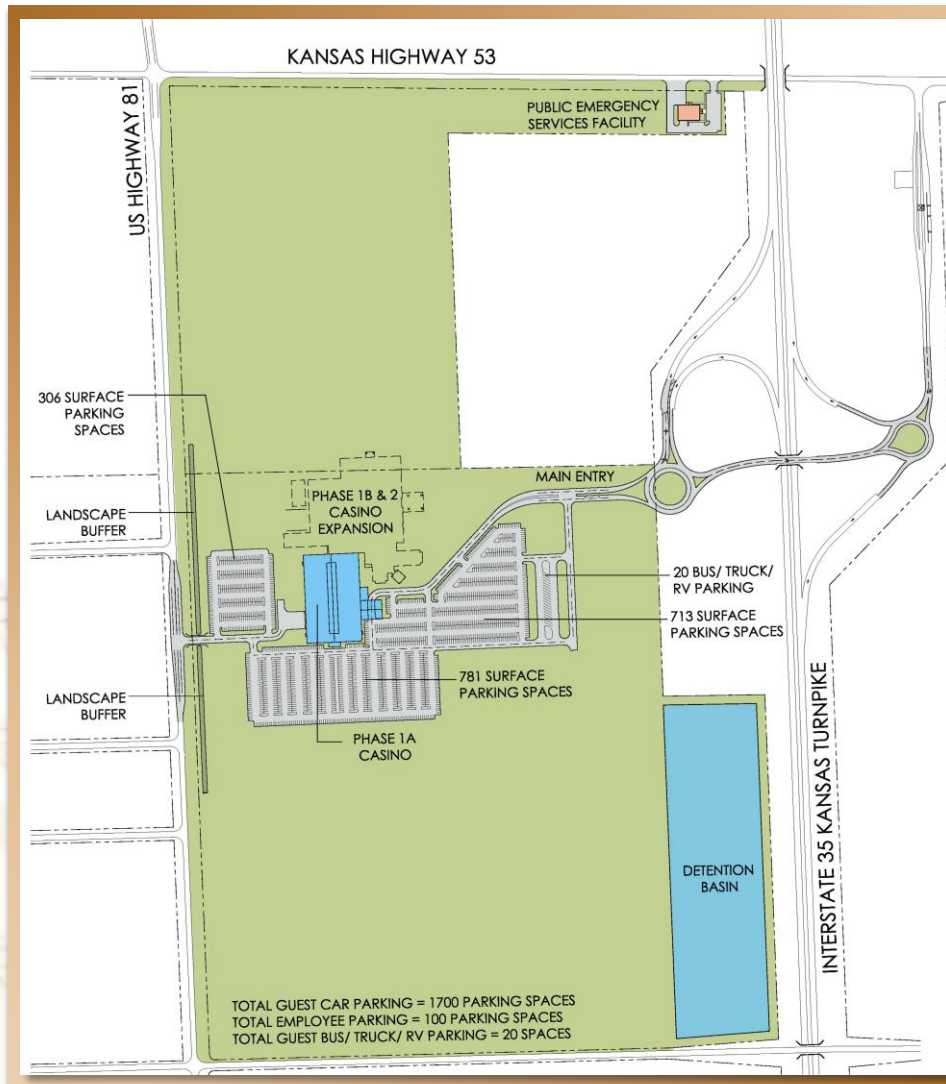 KANSAS HIGHWAY 53
US HIGHWAY 81
PUBLIC EMERGENCY
SERVICES FACILITY
306 SURFACE
PARKING
SPACES
MAIN ENTRY
PHASE 1B & 2
CASINO
EXPANSION
LANDSCAPE
BUFFER
20 BUS/ TRUCK/
RV PARKING
713 SURFACE
PARKING SPACES
781 SURFACE
PARKING SPACES
LANDSCAPE
BUFFER
PHASE 1A
CASINO
INTERSTATE 35 KANSAS TURNPIKE
DETENTION
BASIN
TOTAL GUEST CAR PARKING = 1700 PARKING SPACES
TOTAL EMPLOYEE PARKING = 100 PARKING SPACES
TOTAL GUEST BUS/ TRUCK/ RV PARKING = 20 SPACES